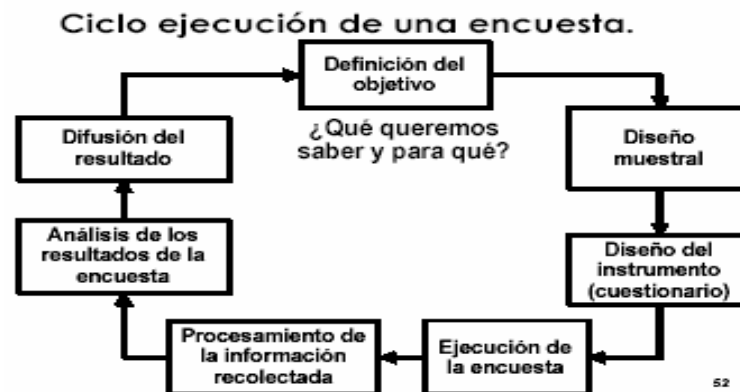 Ciclo ejecución de una encuesta.
Definición del
objetivo
¿Qué queremos
saber y para qué?
Diseño
muestral
Diseño del
instrumento
(cuestionario)
Ejecución de
la encuesta
Procesamiento de
la información
recolectada
Análisis de los
resultados de la
encuesta
Difusión del
resultado
52